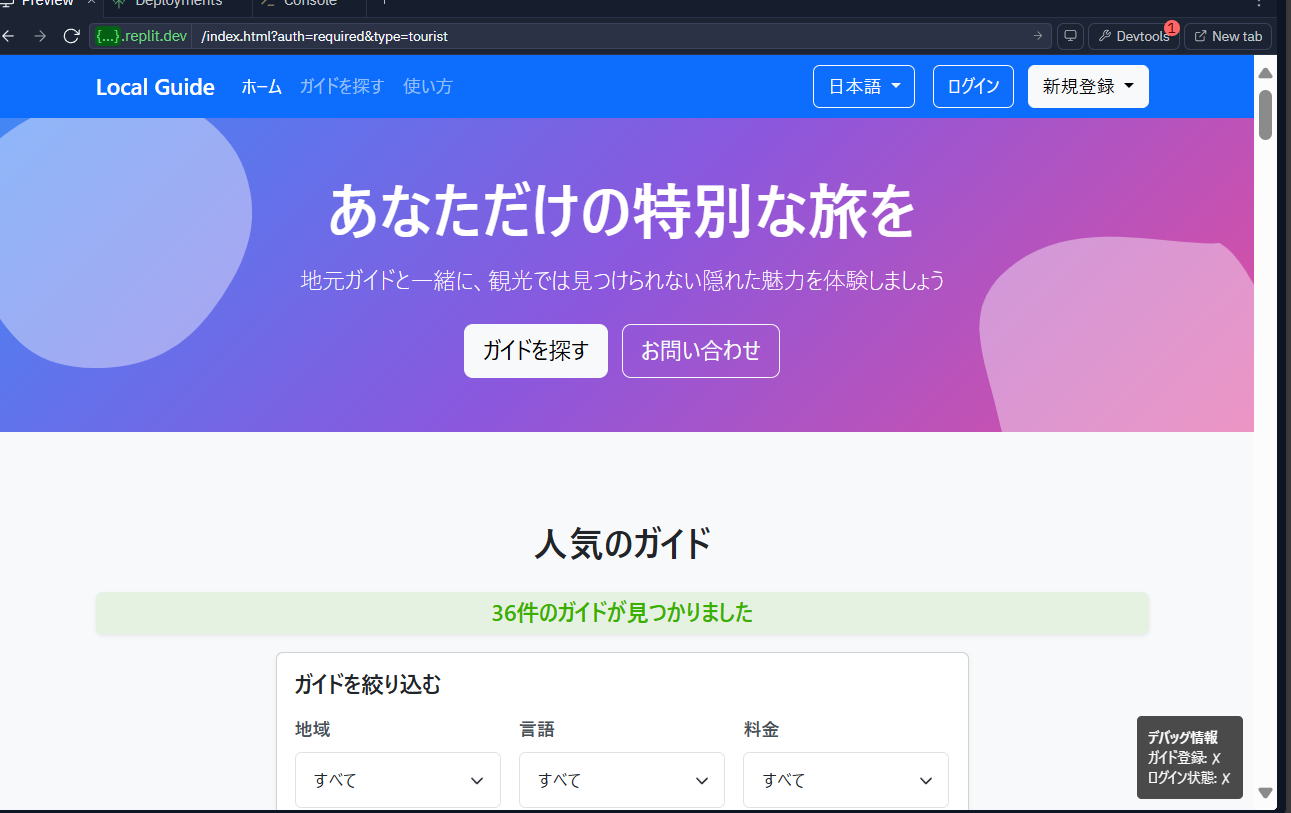 Preview × Deployments Console +
{...}.replit.dev /index.html?auth=required&type=tourist Devtools 1 New tab
Local Guide ホーム ガイドを探す 使い方 日本語 ログイン 新規登録
あなただけの特別な旅を
地元ガイドと一緒に、観光では見つけられない隠れた魅力を体験しましょう
ガイドを探す お問い合わせ
人気のガイド
36件のガイドが見つかりました
ガイドを絞り込む
地域 言語 料金
すべて すべて すべて
デバッグ情報
ガイド登録: ✗
ログイン状態: ✗